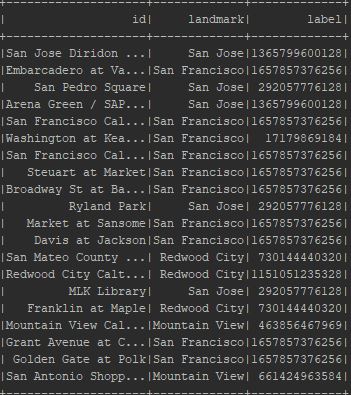 +--------------------+-------------+-------------+
|                  id|     landmark|        label|
+--------------------+-------------+-------------+
|San Jose Diridon ...|     San Jose|1365799600128|
|Embarcadero at Va...|San Francisco|1657857376256|
|    San Pedro Square|     San Jose| 292057776128|
|Arena Green / SAP...|     San Jose|1365799600128|
|San Francisco Cal...|San Francisco|1657857376256|
|Washington at Kea...|San Francisco|  17179869184|
|San Francisco Cal...|San Francisco|1657857376256|
|   Steuart at Market|San Francisco|1657857376256|
|Broadway St at Ba...|San Francisco|1657857376256|
|         Ryland Park|     San Jose| 292057776128|
|   Market at Sansome|San Francisco|1657857376256|
|    Davis at Jackson|San Francisco|1657857376256|
|San Mateo County ...| Redwood City| 730144440320|
|Redwood City Calt...| Redwood City|1151051235328|
|         MLK Library|     San Jose| 292057776128|
|   Franklin at Maple| Redwood City| 730144440320|
|Mountain View Cal...|Mountain View| 463856467969|
|Grant Avenue at C...|San Francisco|1657857376256|
| Golden Gate at Polk|San Francisco|1657857376256|
|San Antonio Shopp...|Mountain View| 661424963584|
+--------------------+-------------+-------------+